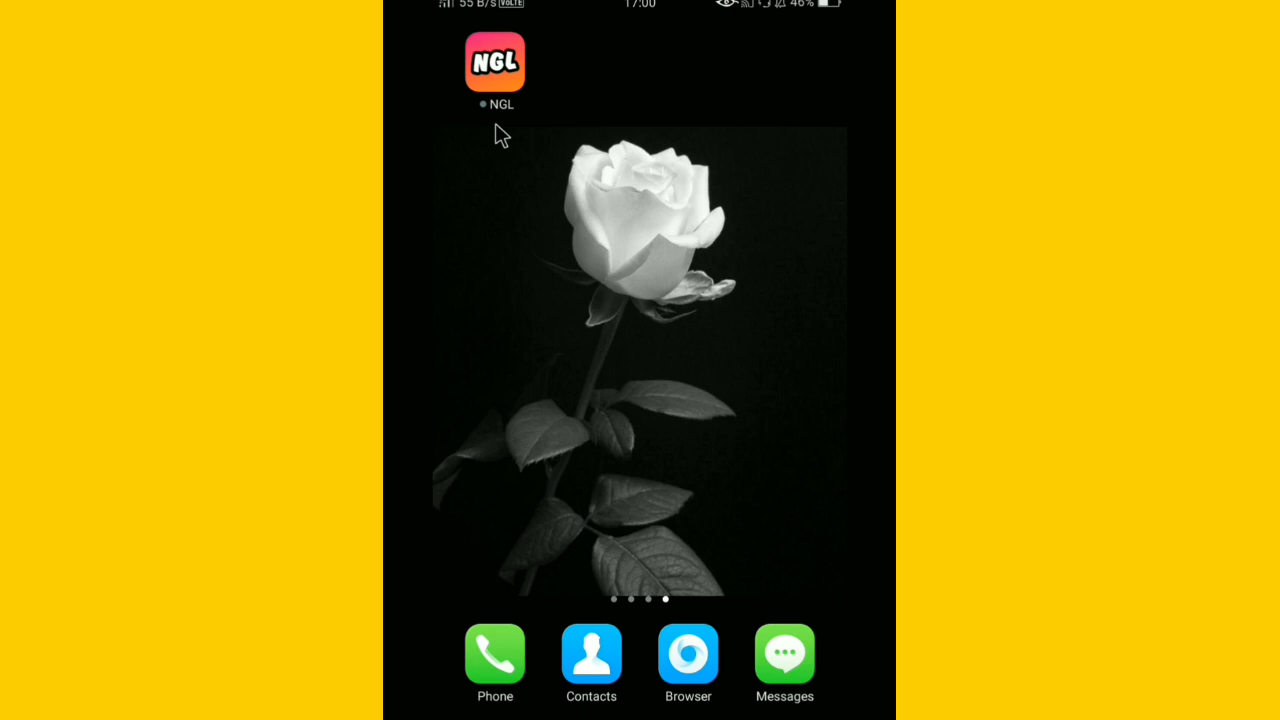 55 B/s VoLTE 17:00 46%
NGL
NGL
Phone Contacts Browser Messages